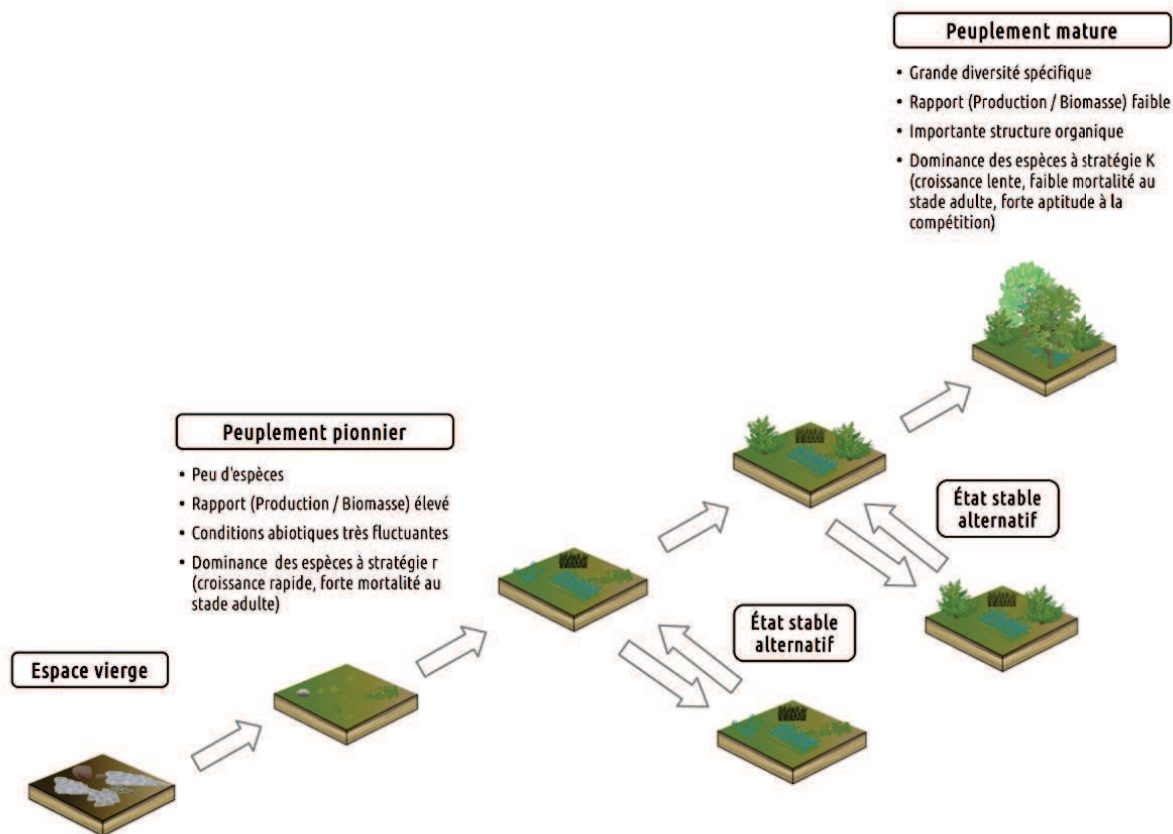 Peuplement mature
• Grande diversité spécifique
• Rapport (Production / Biomasse) faible
• Importante structure organique
• Dominance des espèces à stratégie K
(croissance lente, faible mortalité au
stade adulte, forte aptitude à la
compétition)
Peuplement pionnier
• Peu d'espèces
• Rapport (Production / Biomasse) élevé
• Conditions abiotiques très fluctuantes
• Dominance des espèces à stratégie r
(croissance rapide, forte mortalité au
stade adulte)
État stable
alternatif
État stable
alternatif
Espace vierge